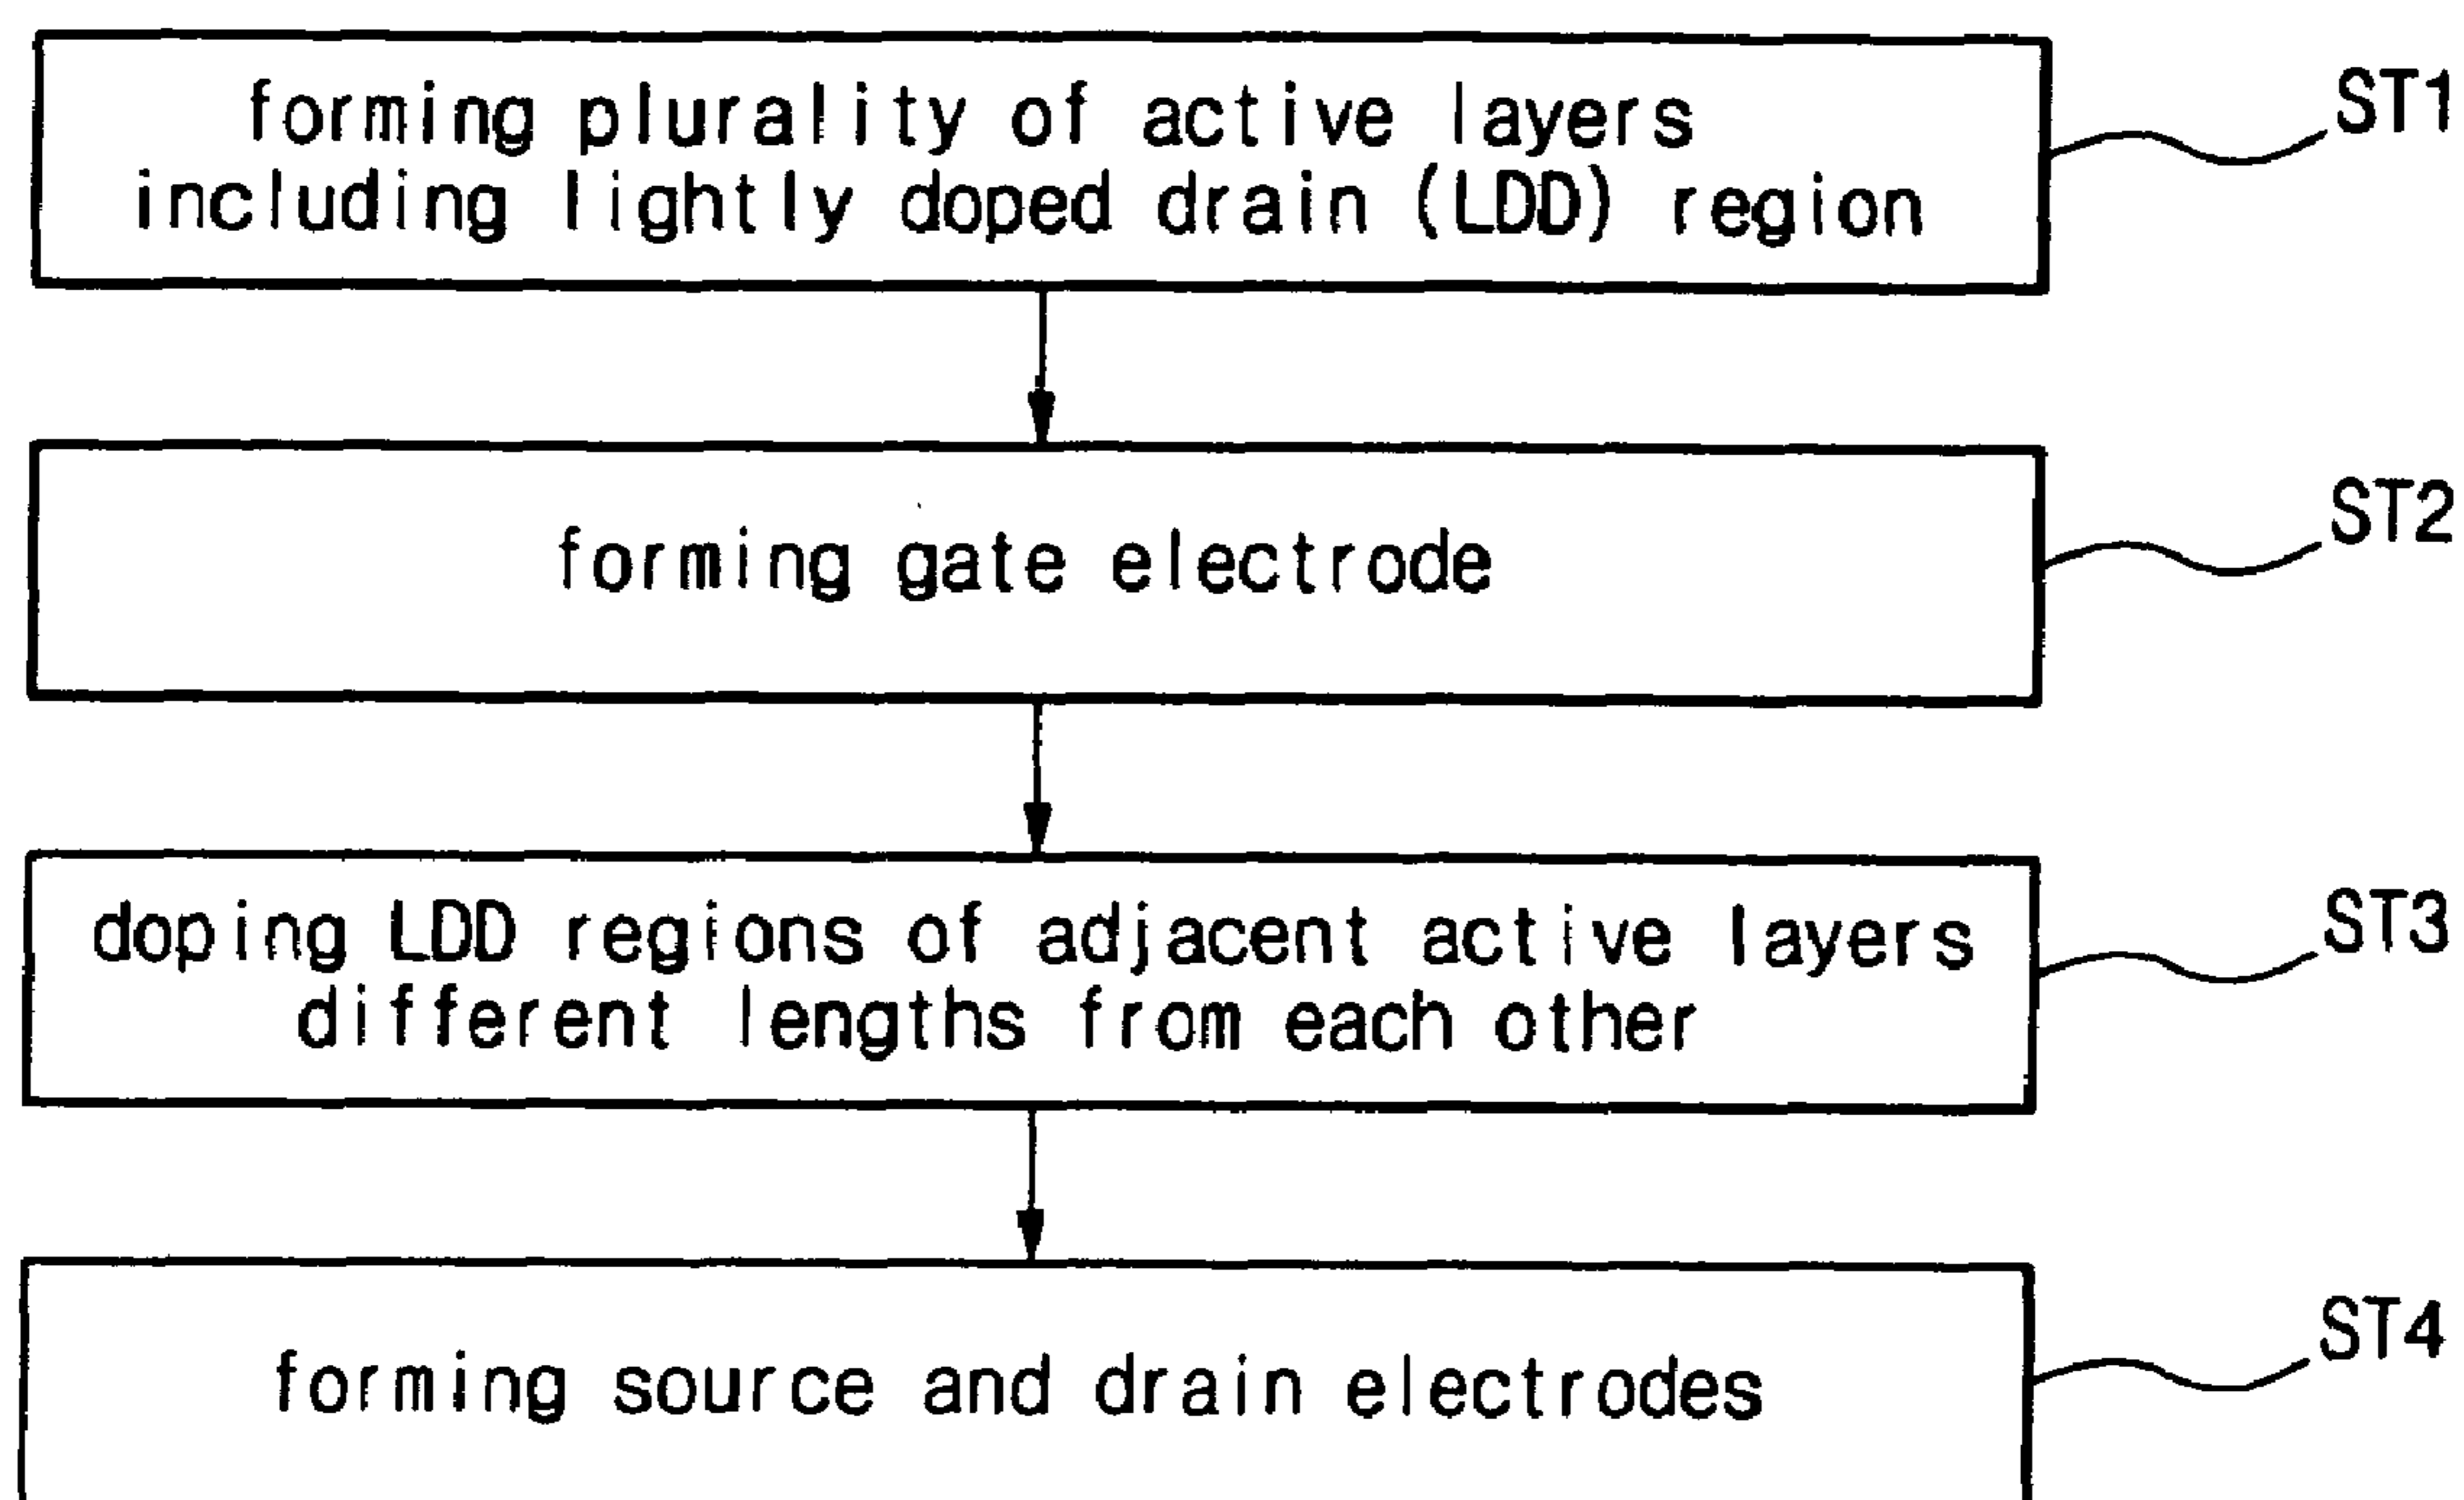 forming plurality of active layers
including lightly doped drain (LDD) region
ST1
forming gate electrode
ST2
doping LDD regions of adjacent active layers
different lengths from each other
ST3
forming source and drain electrodes
ST4